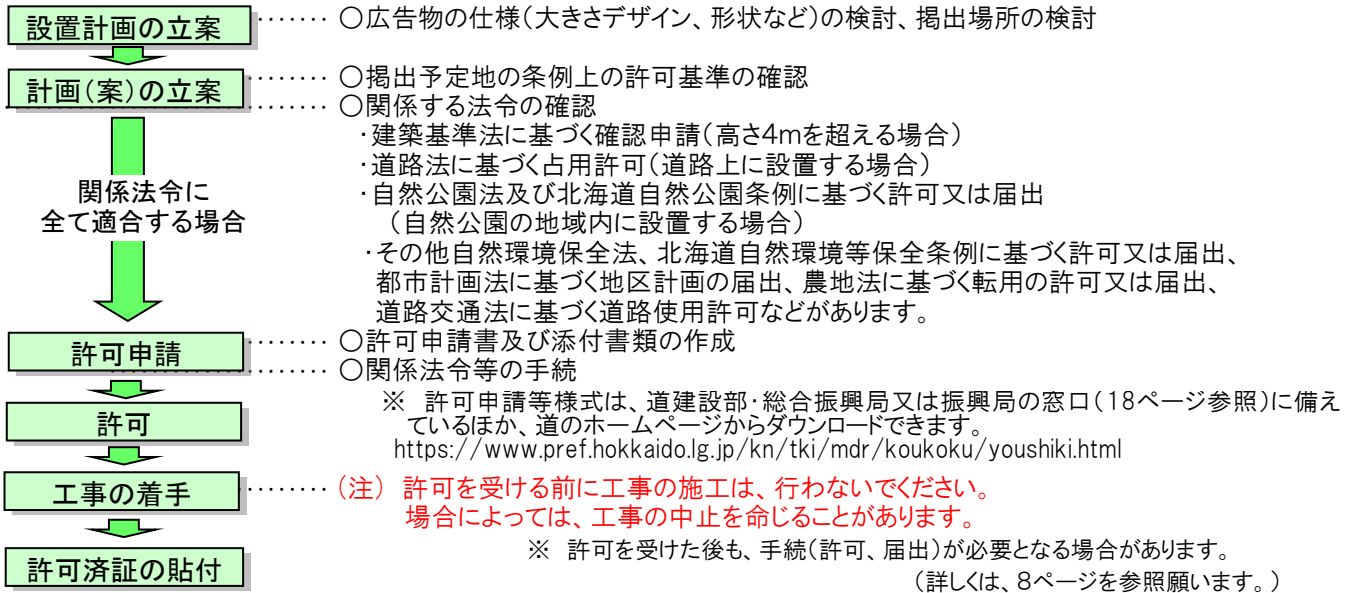 設置計画の立案 ‥‥‥ 〇広告物の仕様(大きさデザイン、形状など)の検討、掲出場所の検討
計画(案)の立案 ‥‥‥ 〇掲出予定地の条例上の許可基準の確認
‥‥‥ 〇関係する法令の確認
・建築基準法に基づく確認申請(高さ4mを超える場合)
・道路法に基づく占用許可(道路上に設置する場合)
・自然公園法及び北海道自然公園条例に基づく許可又は届出
(自然公園の地域内に設置する場合)
・その他自然環境保全法、北海道自然環境等保全条例に基づく許可又は届出、
都市計画法に基づく地区計画の届出、農地法に基づく転用の許可又は届出、
道路交通法に基づく道路使用許可などがあります。
関係法令に
全て適合する場合
許可申請 ‥‥‥ 〇許可申請書及び添付書類の作成
‥‥‥ 〇関係法令等の手続
※ 許可申請等様式は、道建設部・総合振興局又は振興局の窓口(18ページ参照)に備え
ているほか、道のホームページからダウンロードできます。
https://www.pref.hokkaido.lg.jp/kn/tki/mdr/koukoku/youshiki.html
許可
工事の着手 ‥‥‥ (注) 許可を受ける前に工事の施工は、行わないでください。
場合によっては、工事の中止を命じることがあります。
※ 許可を受けた後も、手続(許可、届出)が必要となる場合があります。
(詳しくは、8ページを参照願います。)
許可済証の貼付